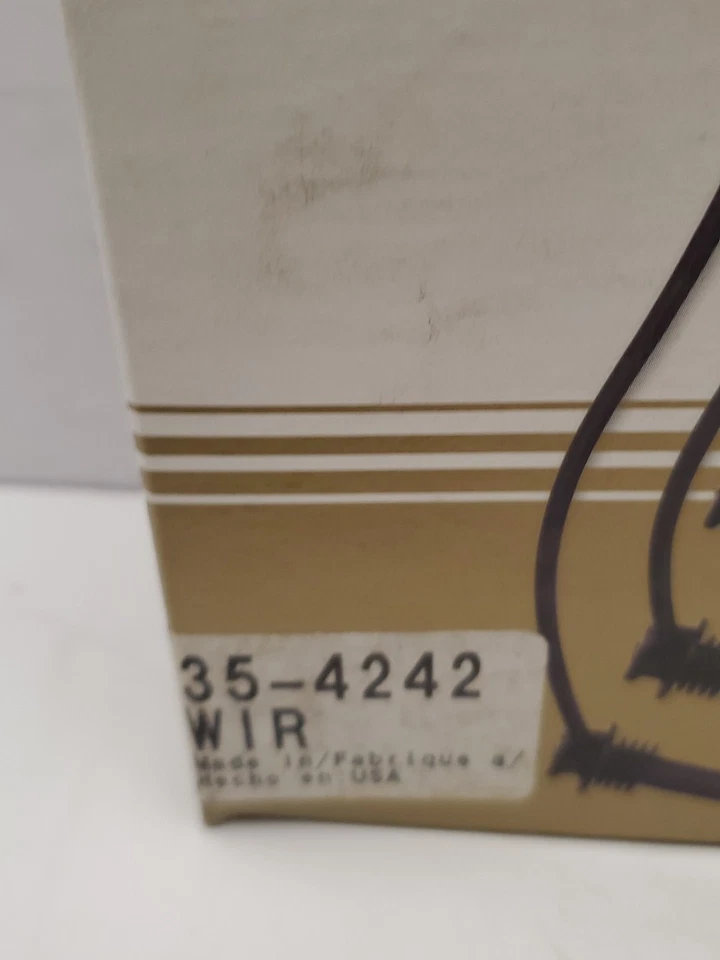 35-4242
WIR
Made in/Fabrique a/
Hecho en USA